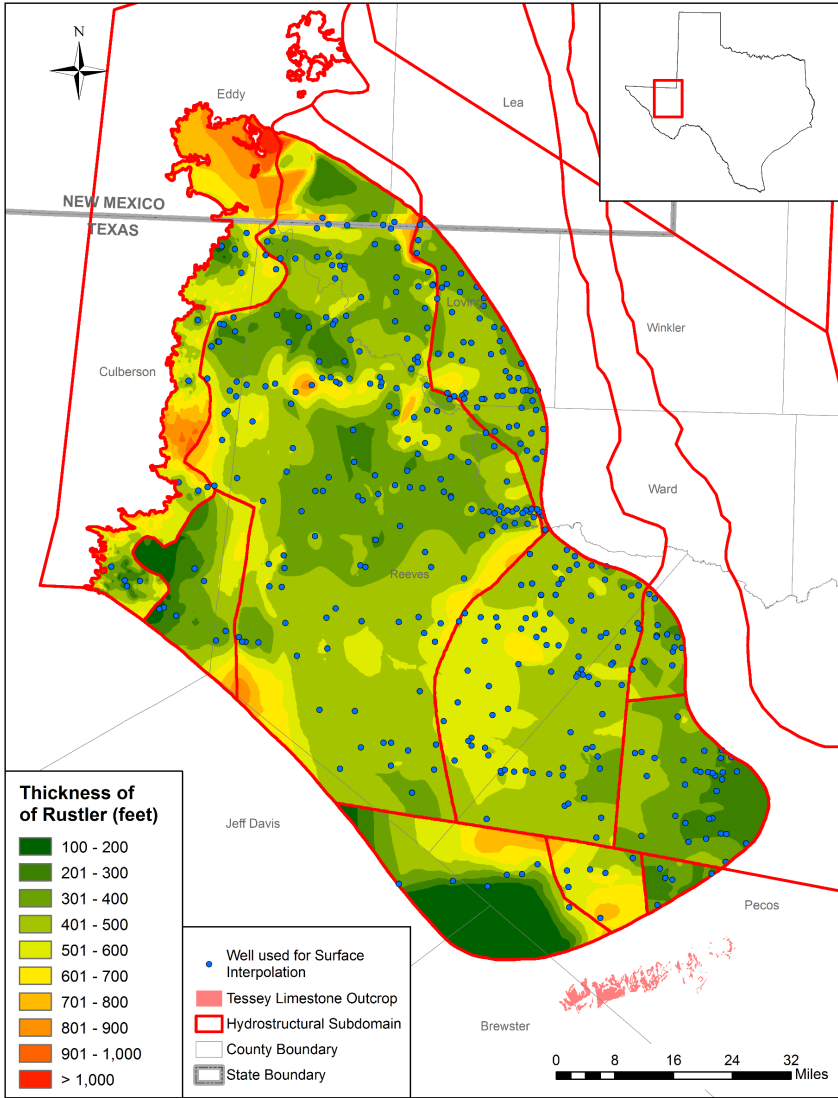 N
Eddy
Lea
NEW MEXICO
TEXAS
Loving
Winkler
Culberson
Ward
Reeves
Jeff Davis
Pecos
Brewster
Thickness of
of Rustler (feet)
100 - 200
201 - 300
301 - 400
401 - 500
501 - 600
601 - 700
701 - 800
801 - 900
901 - 1,000
> 1,000
Well used for Surface
Interpolation
Tessey Limestone Outcrop
Hydrostructural Subdomain
County Boundary
State Boundary
0 8 16 24 32
Miles